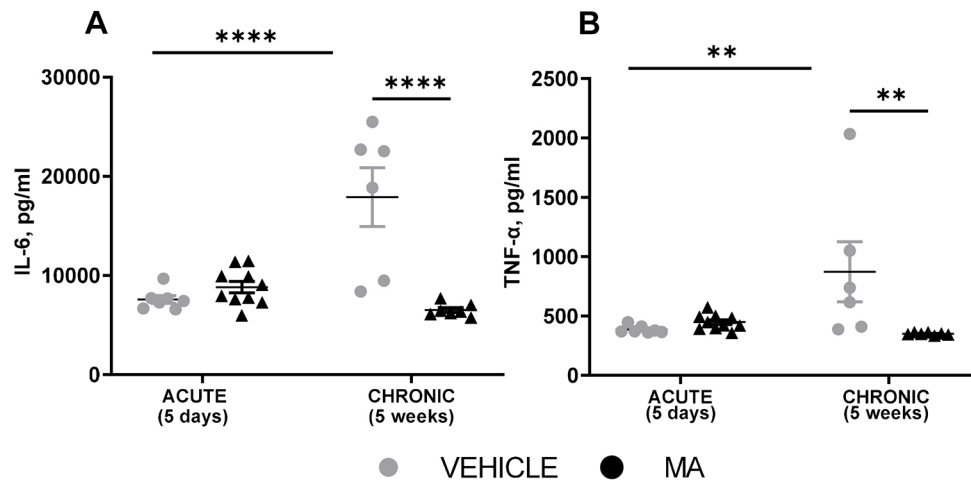 A
****
****
IL-6, pg/ml
30000
20000
10000
0
ACUTE
(5 days)
CHRONIC
(5 weeks)
B
**
**
TNF-α, pg/ml
2500
2000
1500
1000
500
0
ACUTE
(5 days)
CHRONIC
(5 weeks)
VEHICLE
MA